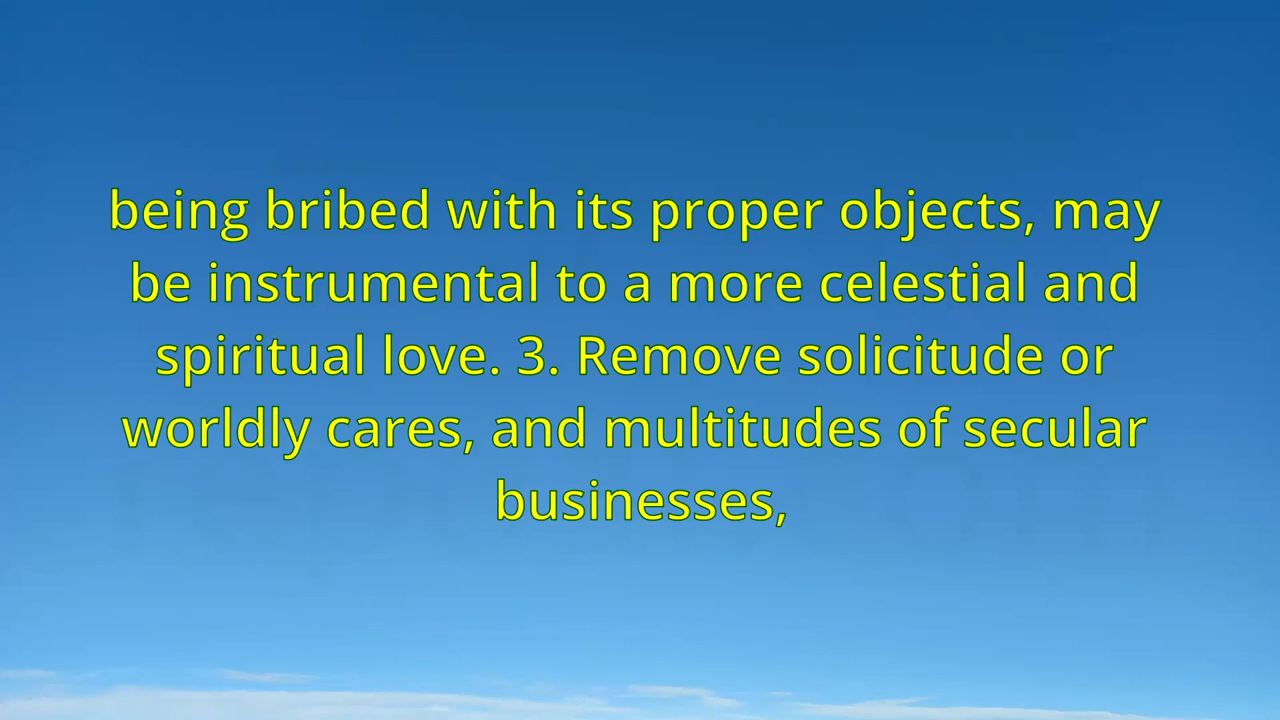 being bribed with its proper objects, may
be instrumental to a more celestial and
spiritual love. 3. Remove solicitude or
worldly cares, and multitudes of secular
businesses,